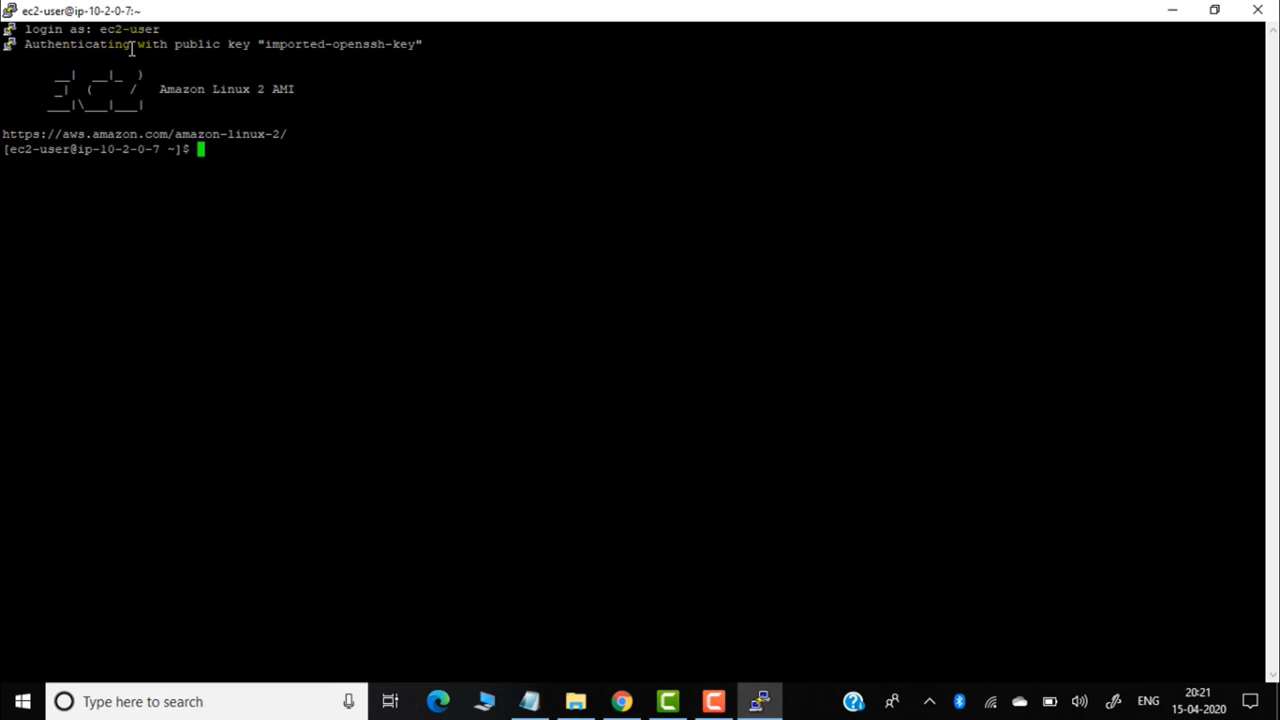 ec2-user@ip-10-2-0-7:~
login as: ec2-user
Authenticating with public key "imported-openssh-key"
__|  __|_  )
_|  (     /   Amazon Linux 2 AMI
___|\___|___|
https://aws.amazon.com/amazon-linux-2/
[ec2-user@ip-10-2-0-7 ~]$
Type here to search
ENG
20:21
15-04-2020